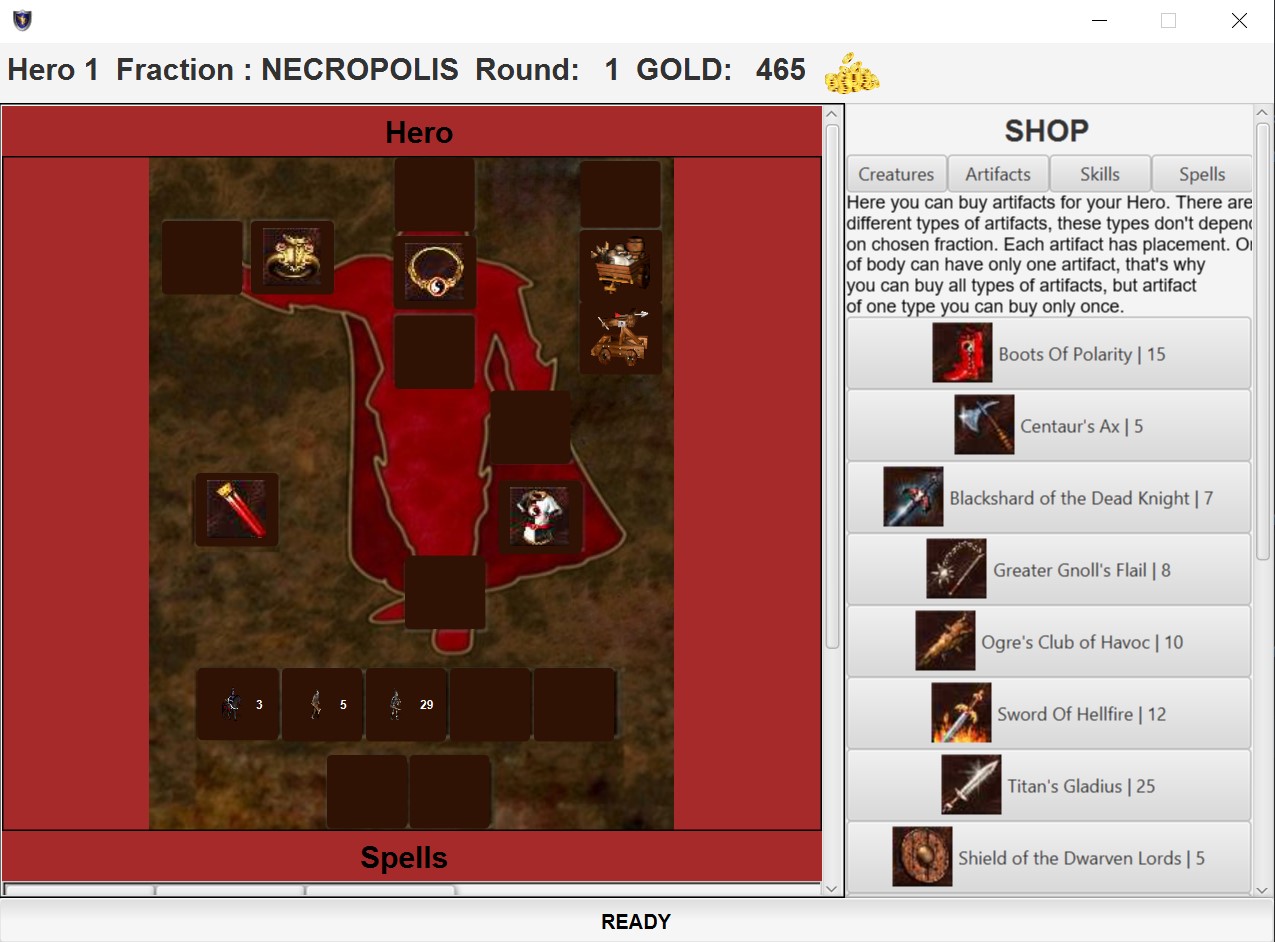 Hero 1 Fraction : NECROPOLIS Round: 1 GOLD: 465
Hero
3
5
29
Spells
SHOP
Creatures
Artifacts
Skills
Spells
Here you can buy artifacts for your Hero. There are
different types of artifacts, these types don't depend
on chosen fraction. Each artifact has placement.
of body can have only one artifact, that's why
you can buy all types of artifacts, but artifact
of one type you can buy only once.
Boots Of Polarity | 15
Centaur's Ax | 5
Blackshard of the Dead Knight | 7
Greater Gnoll's Flail | 8
Ogre's Club of Havoc | 10
Sword Of Hellfire | 12
Titan's Gladius | 25
Shield of the Dwarven Lords | 5
READY